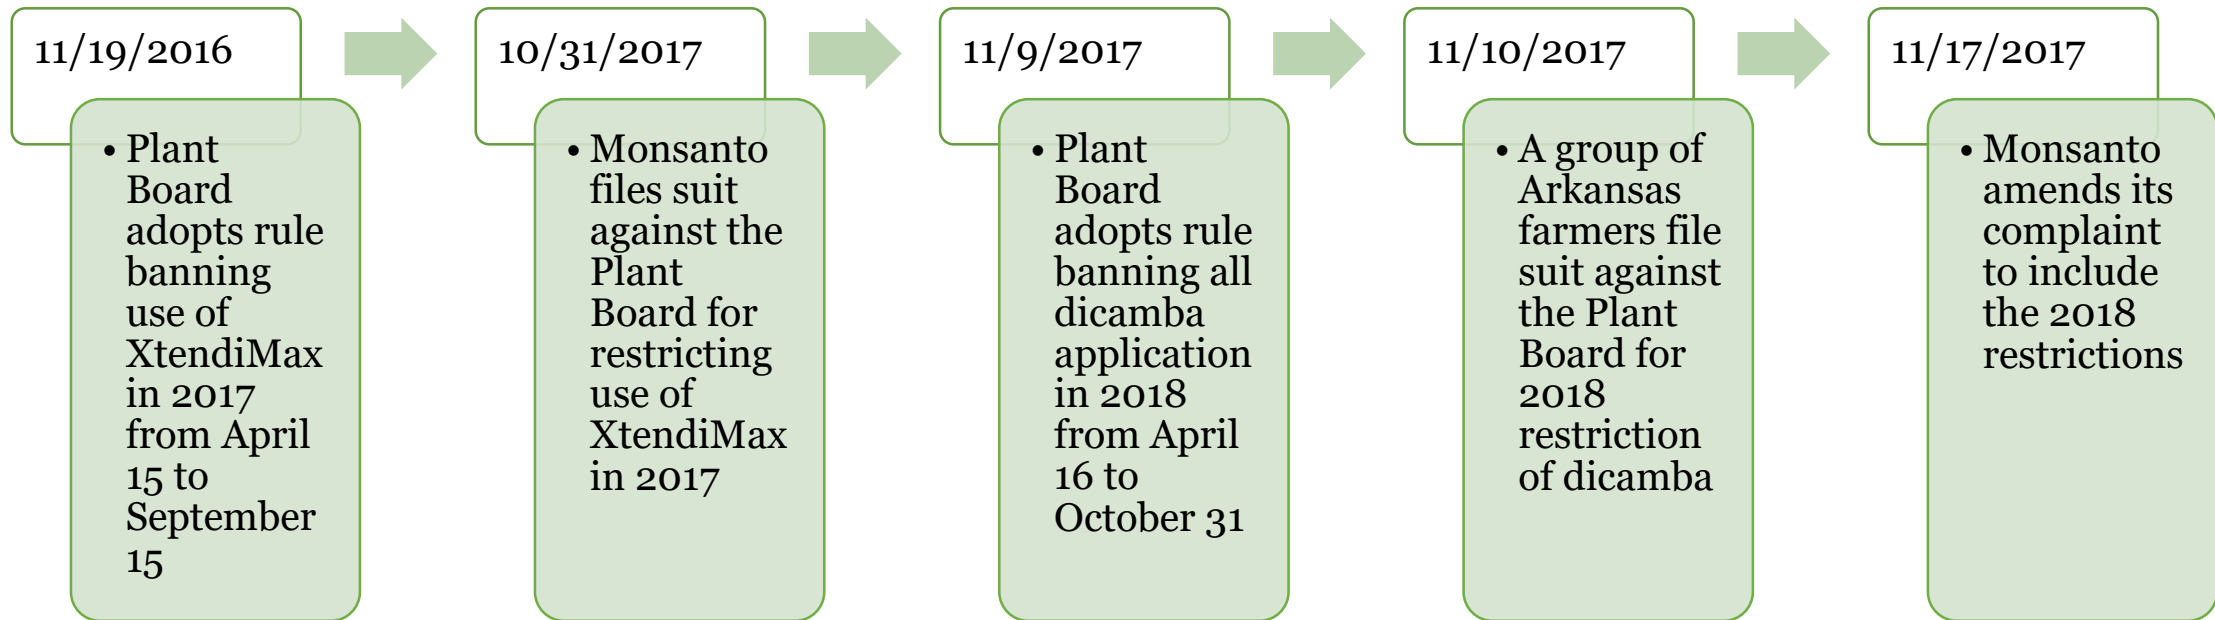 11/19/2016
• Plant
Board
adopts rule
banning
use of
XtendiMax
in 2017
from April
15 to
September
15
10/31/2017
• Monsanto
files suit
against the
Plant
Board for
restricting
use of
XtendiMax
in 2017
11/9/2017
• Plant
Board
adopts rule
banning all
dicamba
application
in 2018
from April
16 to
October 31
11/10/2017
• A group of
Arkansas
farmers file
suit against
the Plant
Board for
2018
restriction
of dicamba
11/17/2017
• Monsanto
amends its
complaint
to include
the 2018
restrictions